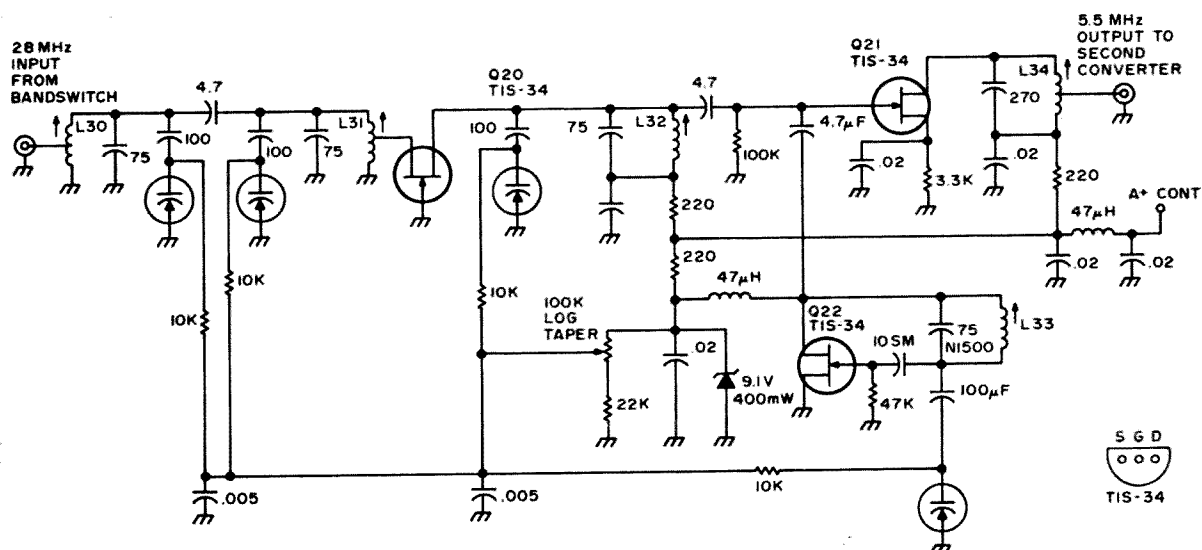 28 MHz
INPUT
FROM
BANDSWITCH
L30
75
100
4.7
100
75
L31
Q20
TIS-34
100
75
L32
4.7
100K
4.7μF
Q21
TIS-34
.02
3.3K
270
L34
.02
220
5.5 MHz
OUTPUT TO
SECOND
CONVERTER
47μH
A+ CONT
.02
.02
220
220
47μH
10K
10K
10K
100K
LOG
TAPER
22K
.02
9.1V
400mW
Q22
TIS-34
10SM
47K
75
N1500
L33
100μF
.005
.005
10K
S G D
TIS-34